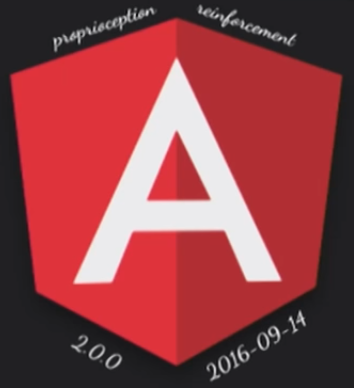 proprioception reinforcement
A
2.0.0 2016-09-14